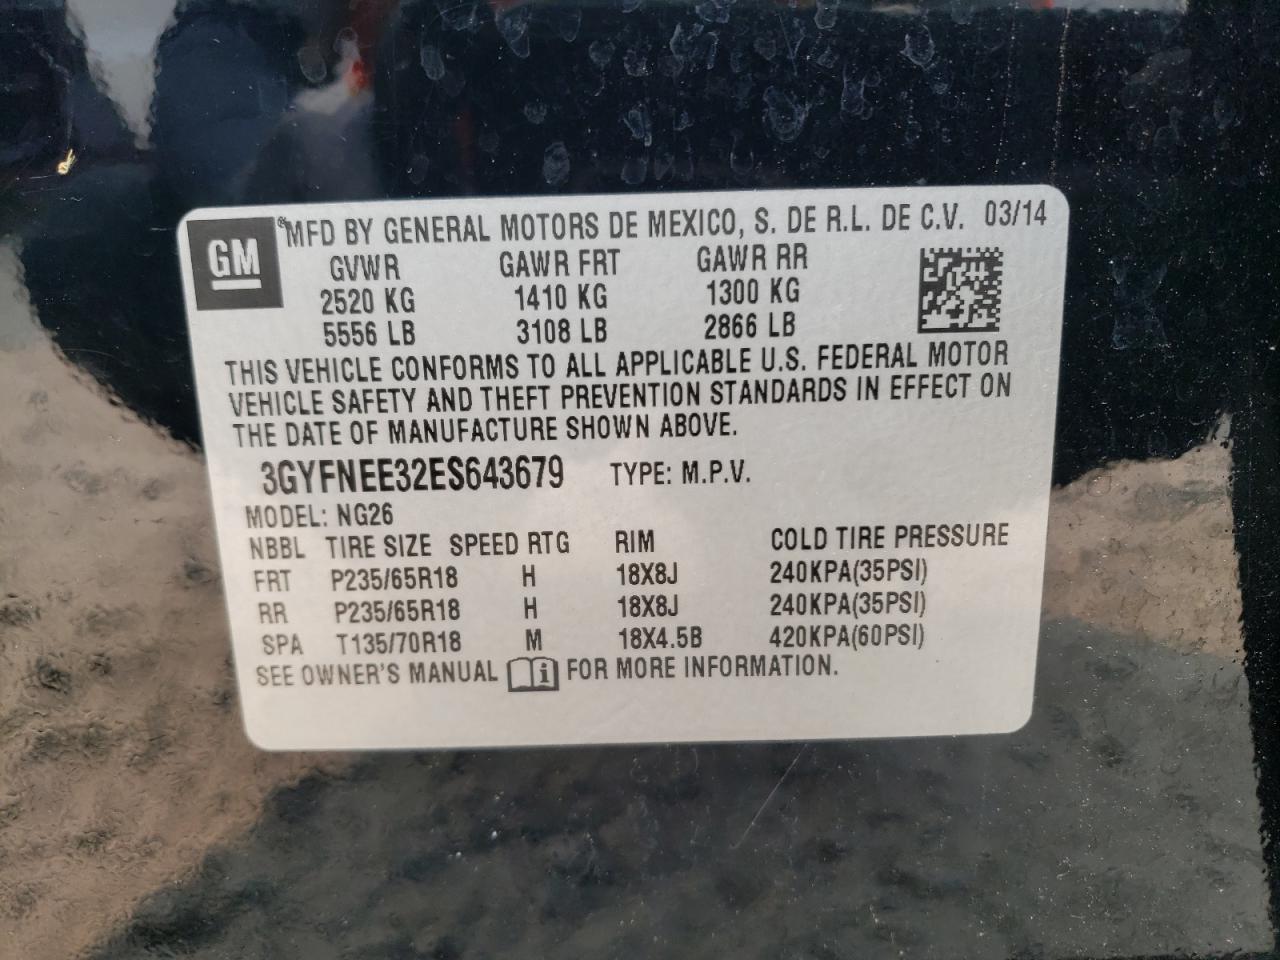 GM ® MFD BY GENERAL MOTORS DE MEXICO, S. DE R.L. DE C.V. 03/14
GVWR GAWR FRT GAWR RR
2520 KG 1410 KG 1300 KG
5556 LB 3108 LB 2866 LB
THIS VEHICLE CONFORMS TO ALL APPLICABLE U.S. FEDERAL MOTOR
VEHICLE SAFETY AND THEFT PREVENTION STANDARDS IN EFFECT ON
THE DATE OF MANUFACTURE SHOWN ABOVE.
3GYFNEE32ES643679 TYPE: M.P.V.
MODEL: NG26
NBBL TIRE SIZE SPEED RTG RIM COLD TIRE PRESSURE
FRT P235/65R18 H 18X8J 240KPA(35PSI)
RR P235/65R18 H 18X8J 240KPA(35PSI)
SPA T135/70R18 M 18X4.5B 420KPA(60PSI)
SEE OWNER'S MANUAL i FOR MORE INFORMATION.